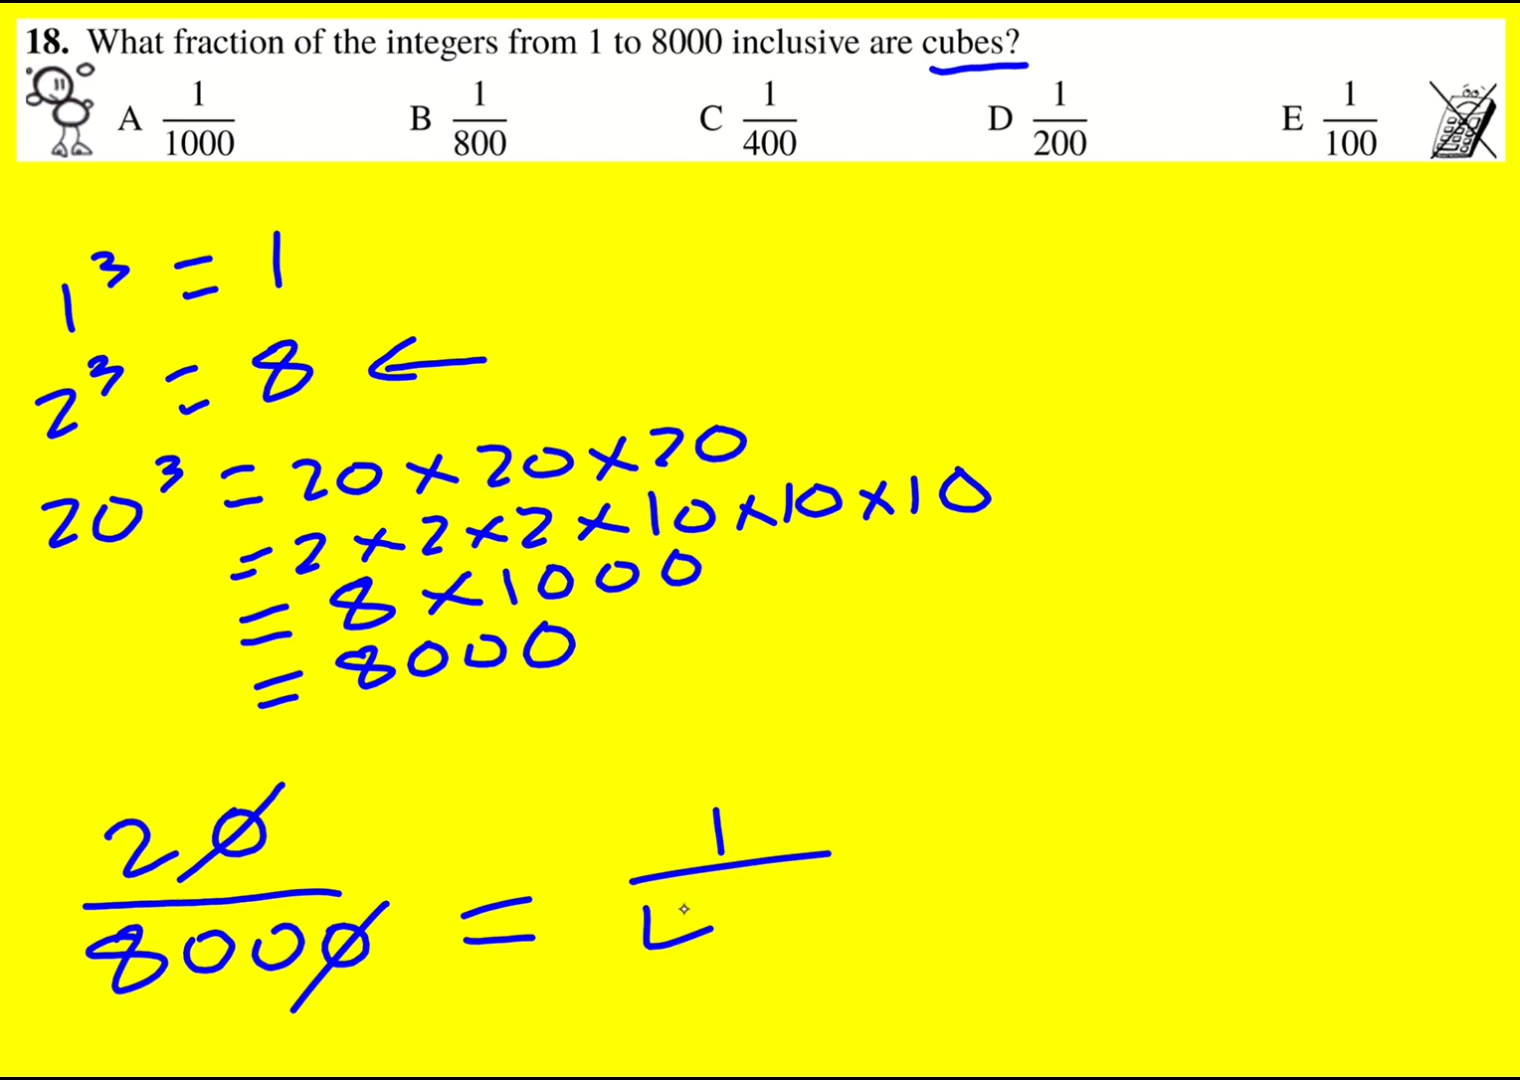 18. What fraction of the integers from 1 to 8000 inclusive are cubes?
A 1/1000 B 1/800 C 1/400 D 1/200 E 1/100
1³ = 1
2³ = 8 ←
20³ = 20 × 20 × 20
= 2 × 2 × 2 × 10 × 10 × 10
= 8 × 1000
= 8000
20/8000 = 1/